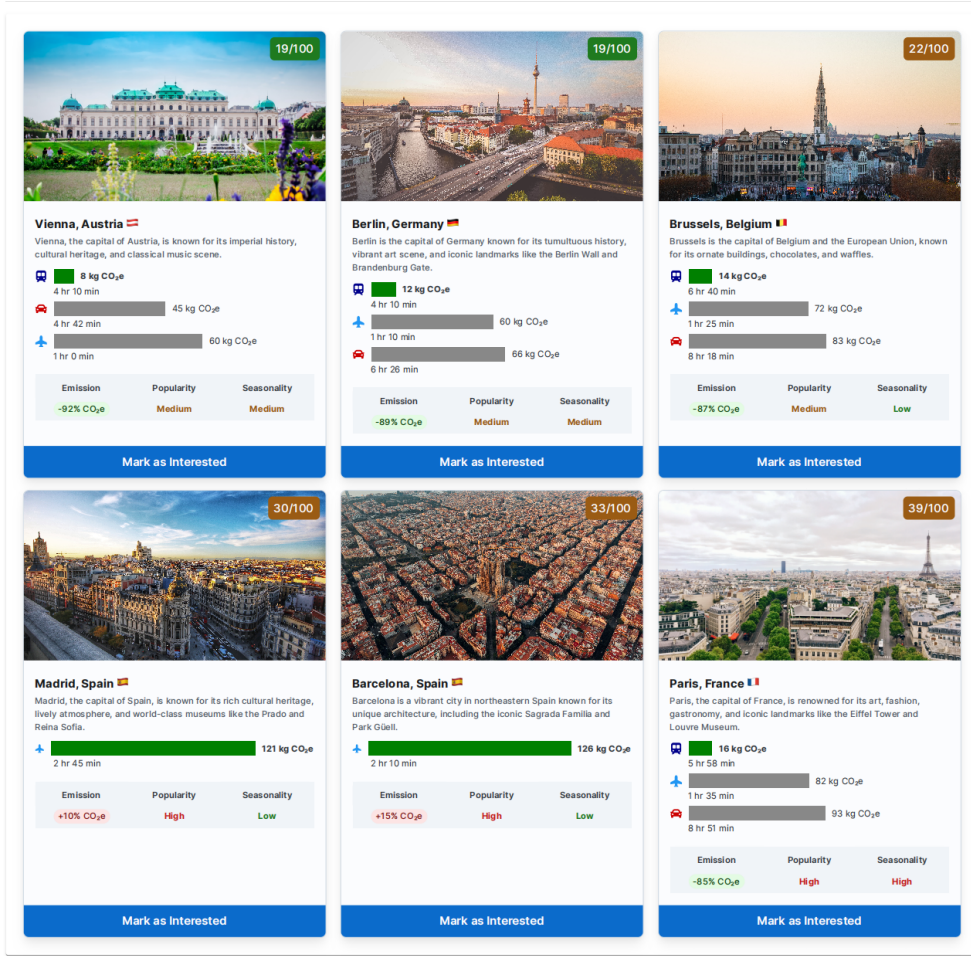 19/100
Vienna, Austria
Vienna, the capital of Austria, is known for its imperial history,
cultural heritage, and classical music scene.
8 kg CO₂e
4 hr 10 min
45 kg CO₂e
4 hr 42 min
60 kg CO₂e
1 hr 0 min
Emission Popularity Seasonality
-92% CO₂e Medium Medium
Mark as Interested
19/100
Berlin, Germany
Berlin is the capital of Germany known for its tumultuous history,
vibrant art scene, and iconic landmarks like the Berlin Wall and
Brandenburg Gate.
12 kg CO₂e
4 hr 10 min
60 kg CO₂e
1 hr 10 min
66 kg CO₂e
6 hr 26 min
Emission Popularity Seasonality
-89% CO₂e Medium Medium
Mark as Interested
22/100
Brussels, Belgium
Brussels is the capital of Belgium and the European Union, known
for its ornate buildings, chocolates, and waffles.
14 kg CO₂e
6 hr 40 min
72 kg CO₂e
1 hr 25 min
83 kg CO₂e
8 hr 18 min
Emission Popularity Seasonality
-87% CO₂e Medium Low
Mark as Interested
30/100
Madrid, Spain
Madrid, the capital of Spain, is known for its rich cultural heritage,
lively atmosphere, and world-class museums like the Prado and
Reina Sofia.
121 kg CO₂e
2 hr 45 min
Emission Popularity Seasonality
+10% CO₂e High Low
Mark as Interested
33/100
Barcelona, Spain
Barcelona is a vibrant city in northeastern Spain known for its
unique architecture, including the iconic Sagrada Familia and
Park Güell.
126 kg CO₂e
2 hr 10 min
Emission Popularity Seasonality
+15% CO₂e High Low
Mark as Interested
39/100
Paris, France
Paris, the capital of France, is renowned for its art, fashion,
gastronomy, and iconic landmarks like the Eiffel Tower and
Louvre Museum.
16 kg CO₂e
5 hr 58 min
82 kg CO₂e
1 hr 35 min
93 kg CO₂e
8 hr 51 min
Emission Popularity Seasonality
-85% CO₂e High High
Mark as Interested